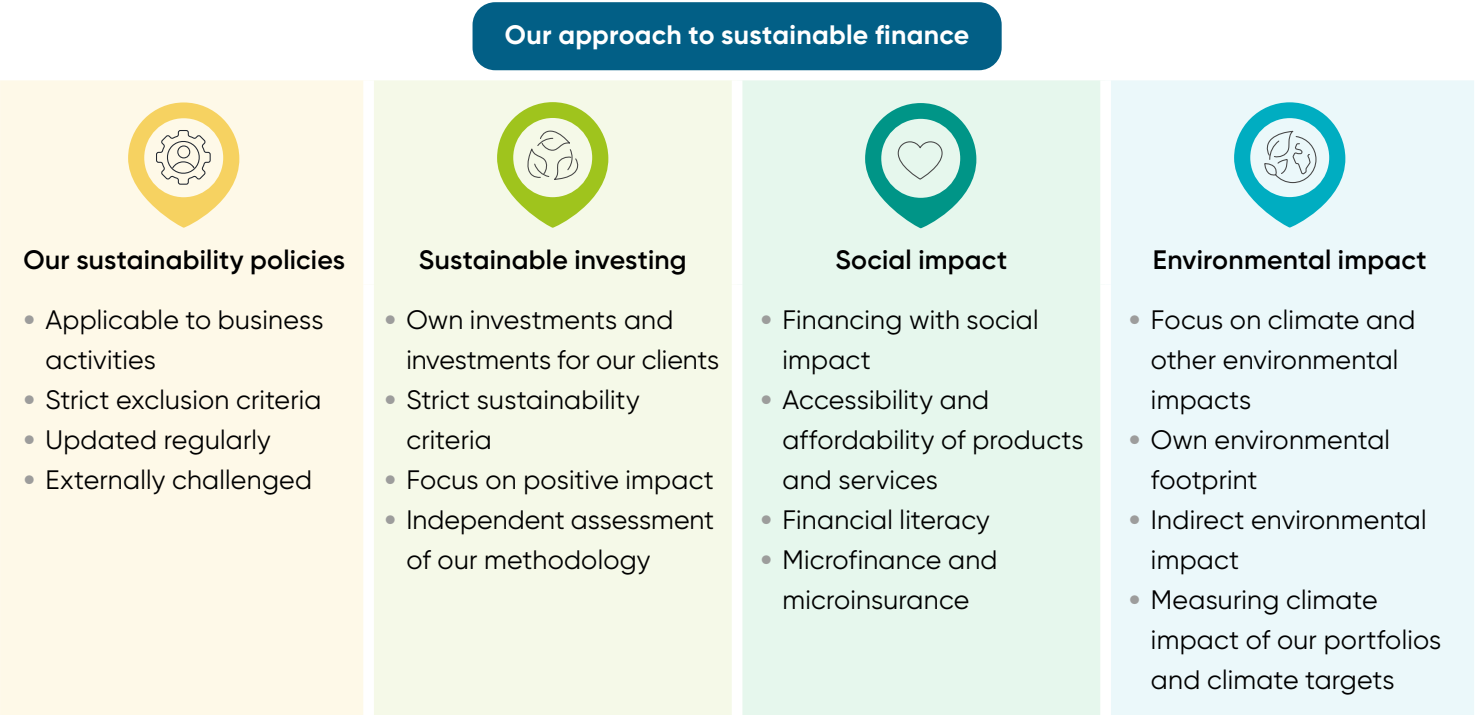 Our approach to sustainable finance
Our sustainability policies
• Applicable to business
activities
• Strict exclusion criteria
• Updated regularly
• Externally challenged
Sustainable investing
• Own investments and
investments for our clients
• Strict sustainability
criteria
• Focus on positive impact
• Independent assessment
of our methodology
Social impact
• Financing with social
impact
• Accessibility and
affordability of products
and services
• Financial literacy
• Microfinance and
microinsurance
Environmental impact
• Focus on climate and
other environmental
impacts
• Own environmental
footprint
• Indirect environmental
impact
• Measuring climate
impact of our portfolios
and climate targets